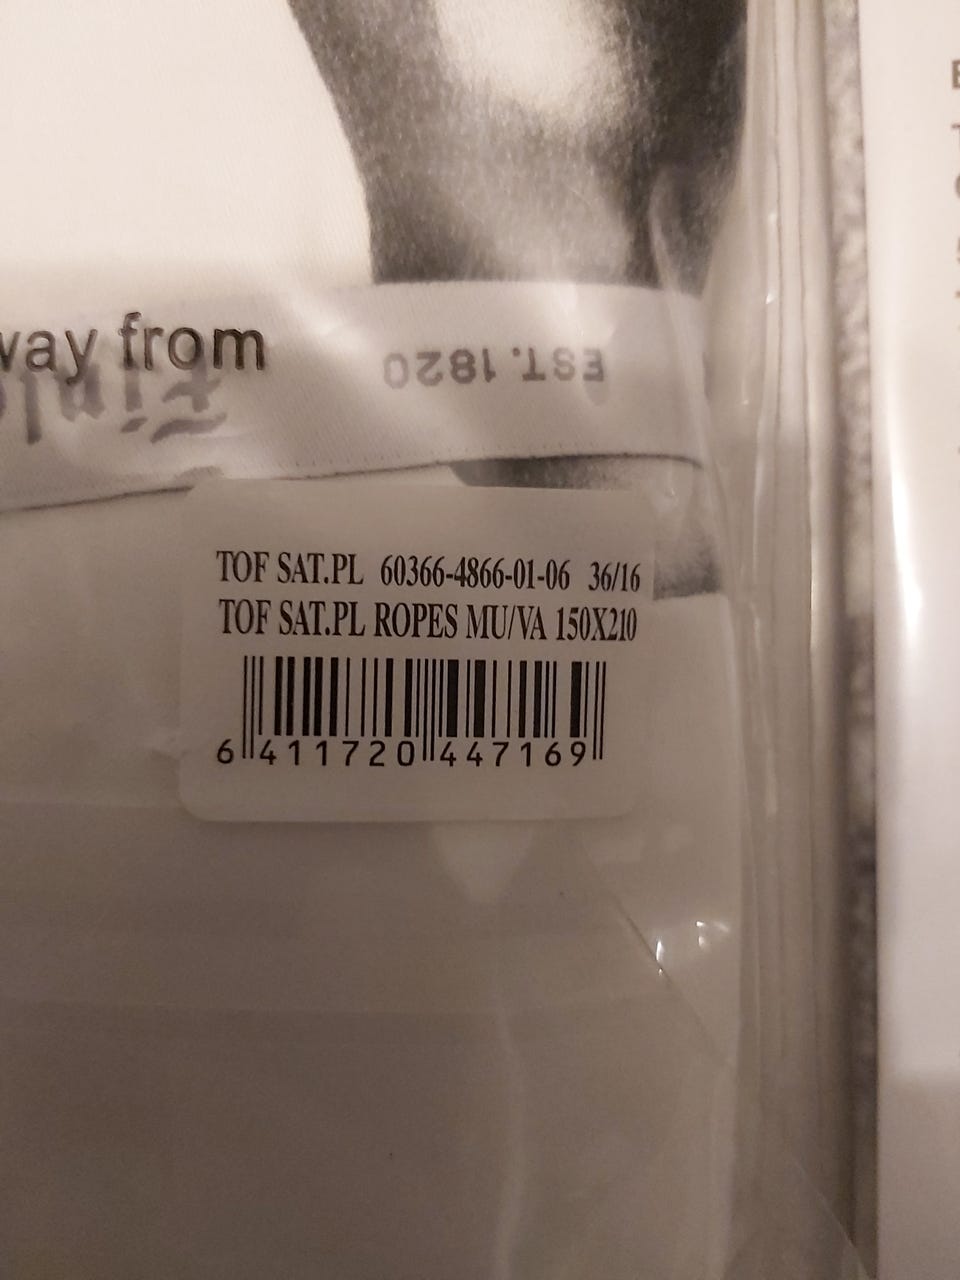 way from
EST. 1820
TOF SAT.PL 60366-4866-01-06 36/16
TOF SAT.PL ROPES MU/VA 150X210
6 411720 447169